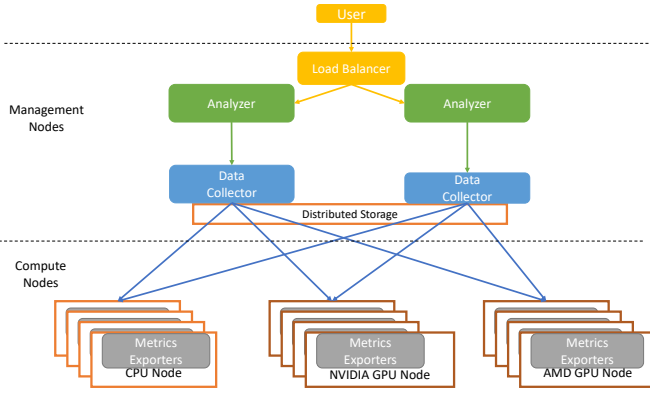 User
Load Balancer
Analyzer
Analyzer
Management
Nodes
Data
Collector
Data
Collector
Distributed Storage
Compute
Nodes
Metrics
Exporters
CPU Node
Metrics
Exporters
NVIDIA GPU Node
Metrics
Exporters
AMD GPU Node